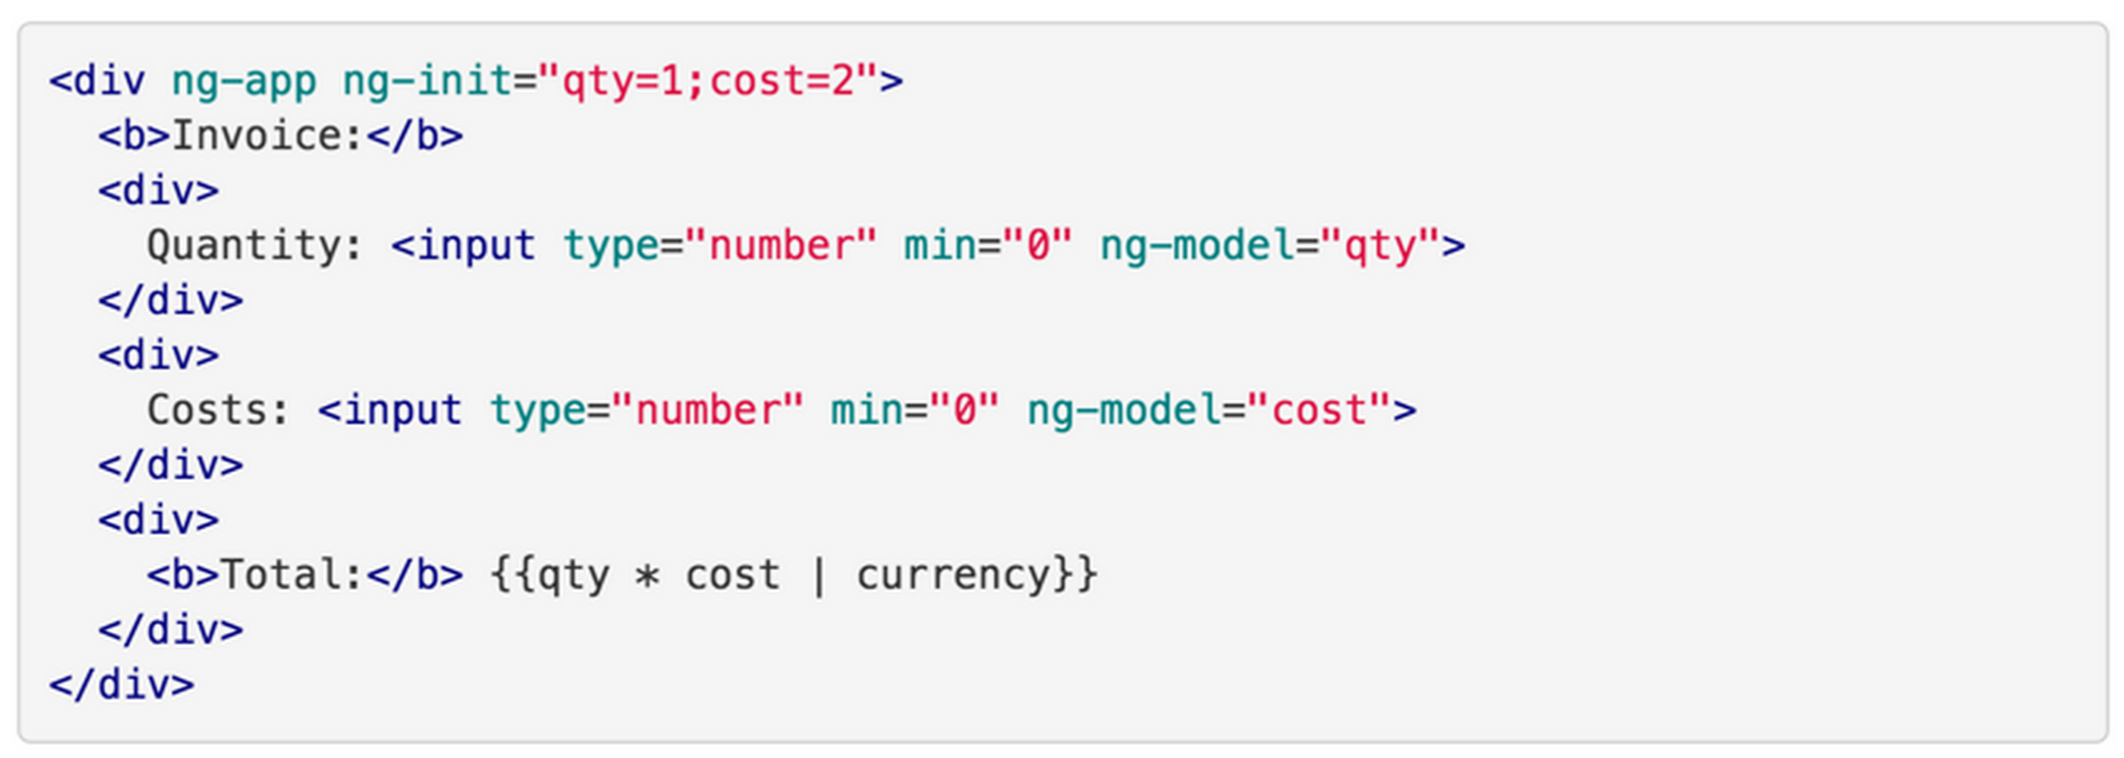 <div ng-app ng-init="qty=1;cost=2">
  <b>Invoice:</b>
  <div>
    Quantity: <input type="number" min="0" ng-model="qty">
  </div>
  <div>
    Costs: <input type="number" min="0" ng-model="cost">
  </div>
  <div>
    <b>Total:</b> {{qty * cost | currency}}
  </div>
</div>